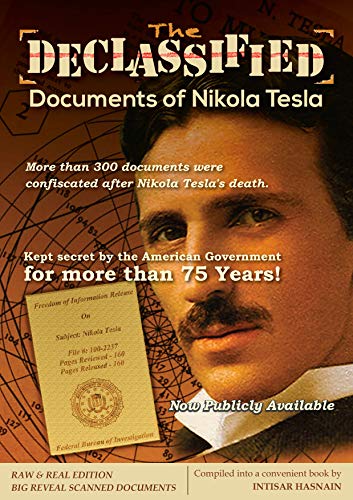 The
DECLASSIFIED
Documents of Nikola Tesla
N. TESLA
More than 300 documents were
confiscated after Nikola Tesla's death.
Kept secret by the American Government
for more than 75 Years!
Freedom of Information Release
On
Subject: Nikola Tesla
File #: 100-2237
Pages Reviewed - 160
Pages Released - 160
Federal Bureau of Investigation
Now Publicly Available
RAW & REAL EDITION
BIG REVEAL SCANNED DOCUMENTS
Compiled into a convenient book by
INTISAR HASNAIN